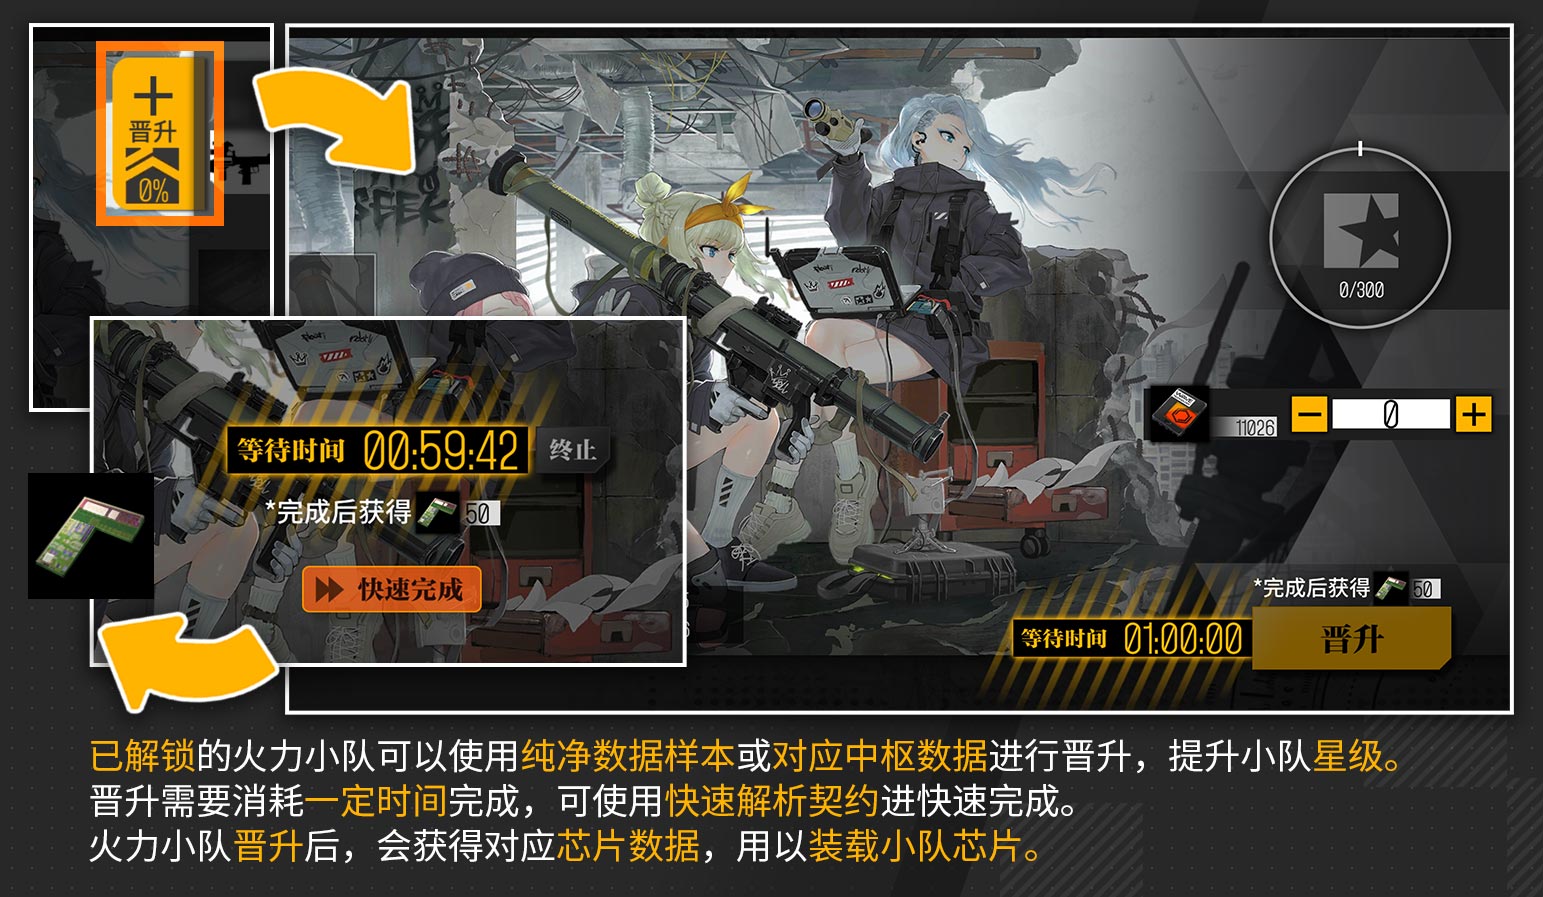 晋升
0%
0/300
11026
0
等待时间 00:59:42 终止
*完成后获得 50
快速完成
*完成后获得 50
等待时间 01:00:00 晋升
已解锁的火力小队可以使用纯净数据样本或对应中枢数据进行晋升，提升小队星级。
晋升需要消耗一定时间完成，可使用快速解析契约进快速完成。
火力小队晋升后，会获得对应芯片数据，用以装载小队芯片。